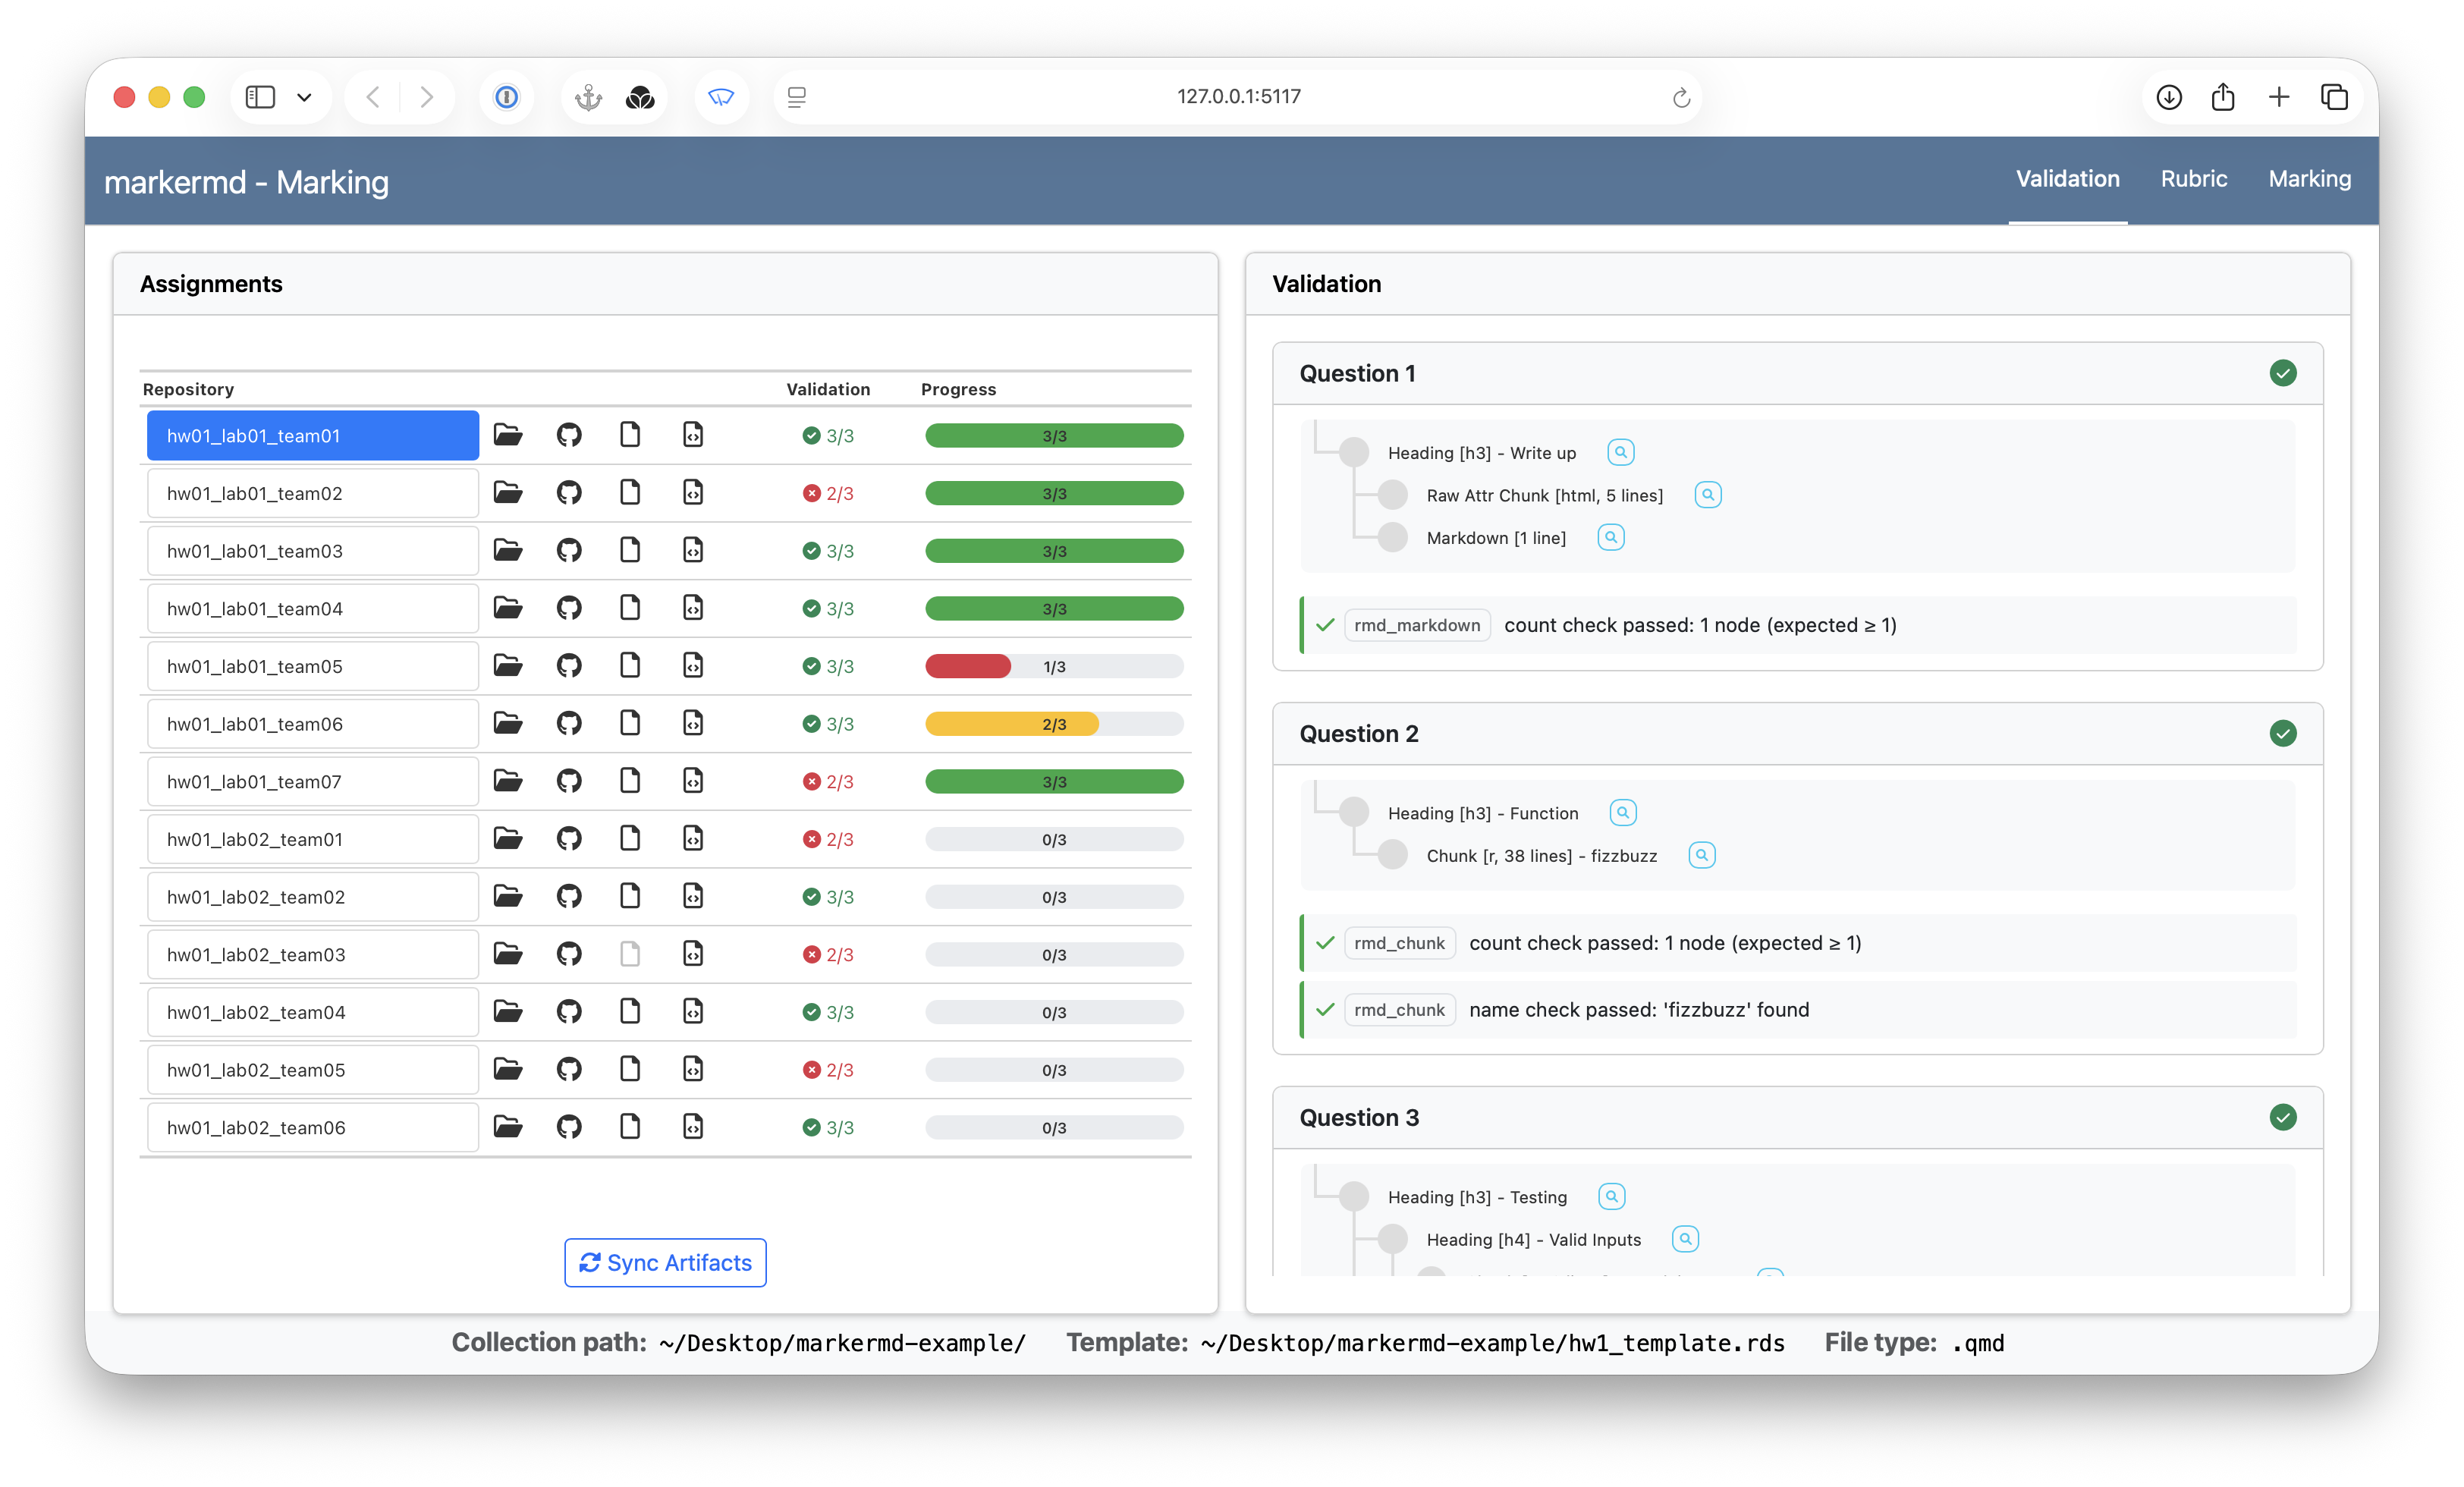 127.0.0.1:5117
markermd - Marking
Validation
Rubric
Marking
Assignments
Repository Validation Progress
hw01_lab01_team01 3/3 3/3
hw01_lab01_team02 2/3 3/3
hw01_lab01_team03 3/3 3/3
hw01_lab01_team04 3/3 3/3
hw01_lab01_team05 3/3 1/3
hw01_lab01_team06 3/3 2/3
hw01_lab01_team07 2/3 3/3
hw01_lab02_team01 2/3 0/3
hw01_lab02_team02 3/3 0/3
hw01_lab02_team03 2/3 0/3
hw01_lab02_team04 3/3 0/3
hw01_lab02_team05 2/3 0/3
hw01_lab02_team06 3/3 0/3
Sync Artifacts
Validation
Question 1
Heading [h3] - Write up
Raw Attr Chunk [html, 5 lines]
Markdown [1 line]
rmd_markdown count check passed: 1 node (expected ≥ 1)
Question 2
Heading [h3] - Function
Chunk [r, 38 lines] - fizzbuzz
rmd_chunk count check passed: 1 node (expected ≥ 1)
rmd_chunk name check passed: 'fizzbuzz' found
Question 3
Heading [h3] - Testing
Heading [h4] - Valid Inputs
Collection path: ~/Desktop/markermd-example/ Template: ~/Desktop/markermd-example/hw1_template.rds File type: .qmd